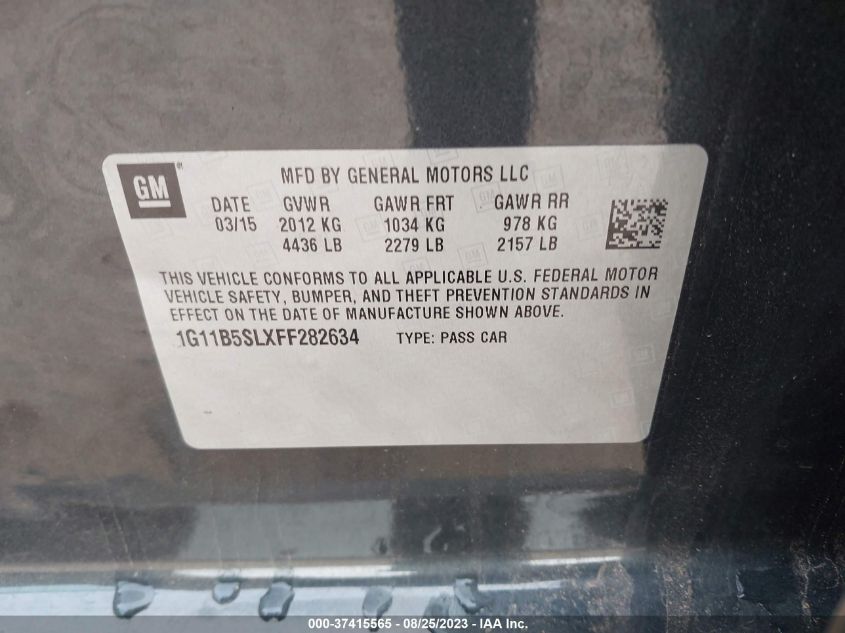 GM
MFD BY GENERAL MOTORS LLC
DATE GVWR GAWR FRT GAWR RR
03/15 2012 KG 1034 KG 978 KG
4436 LB 2279 LB 2157 LB
THIS VEHICLE CONFORMS TO ALL APPLICABLE U.S. FEDERAL MOTOR
VEHICLE SAFETY, BUMPER, AND THEFT PREVENTION STANDARDS IN
EFFECT ON THE DATE OF MANUFACTURE SHOWN ABOVE.
1G11B5SLXFF282634 TYPE: PASS CAR
000-37415565 - 08/25/2023 - IAA Inc.